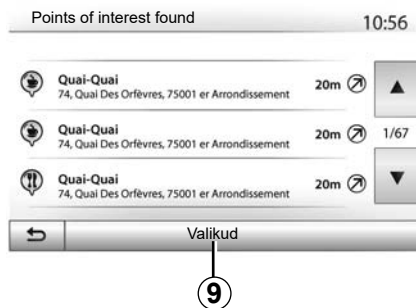 Points of interest found 10:56
Quai-Quai
74, Quai Des Orfèvres, 75001 er Arrondissement
20m
Quai-Quai
74, Quai Des Orfèvres, 75001 er Arrondissement
20m 1/67
Quai-Quai
74, Quai Des Orfèvres, 75001 er Arrondissement
20m
Valikud
9